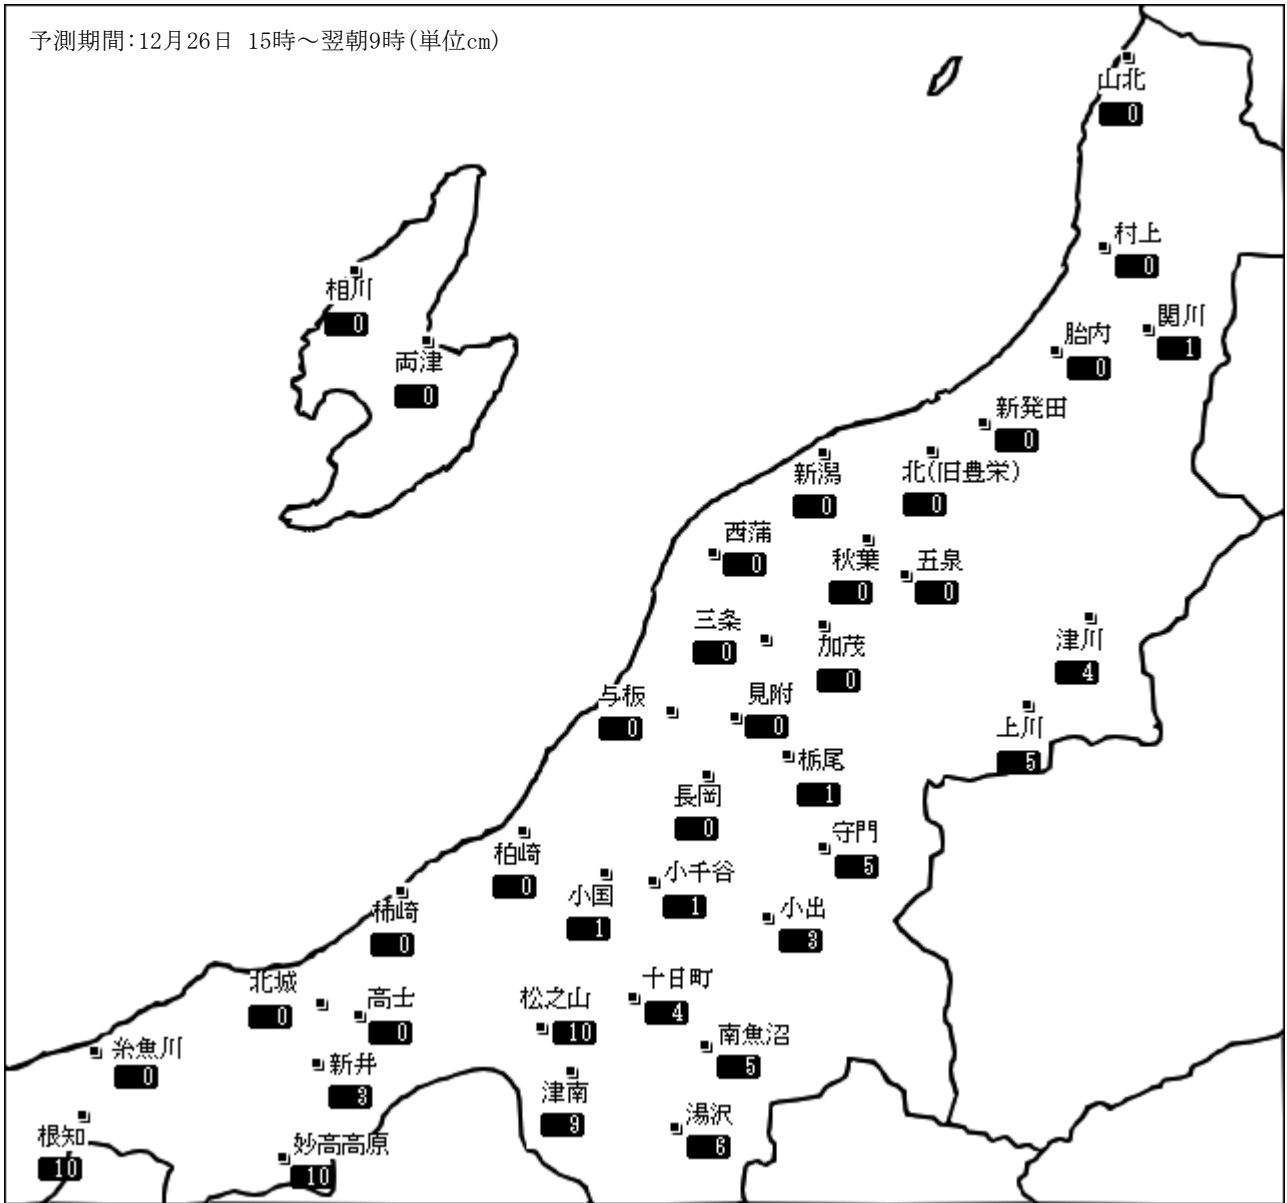 予測期間:12月26日 15時～翌朝9時(単位cm)
山北
0
村上
0
関川
1
胎内
0
新発田
0
相川
0
両津
0
新潟
0
北(旧豊栄)
0
西蒲
0
秋葉
0
五泉
0
三条
0
加茂
0
津川
4
与板
0
見附
0
上川
5
栃尾
1
長岡
0
守門
5
柏崎
0
小国
1
小千谷
1
小出
3
柿崎
0
北城
0
高士
0
松之山
10
十日町
4
南魚沼
5
糸魚川
0
新井
3
津南
9
湯沢
6
根知
10
妙高高原
10